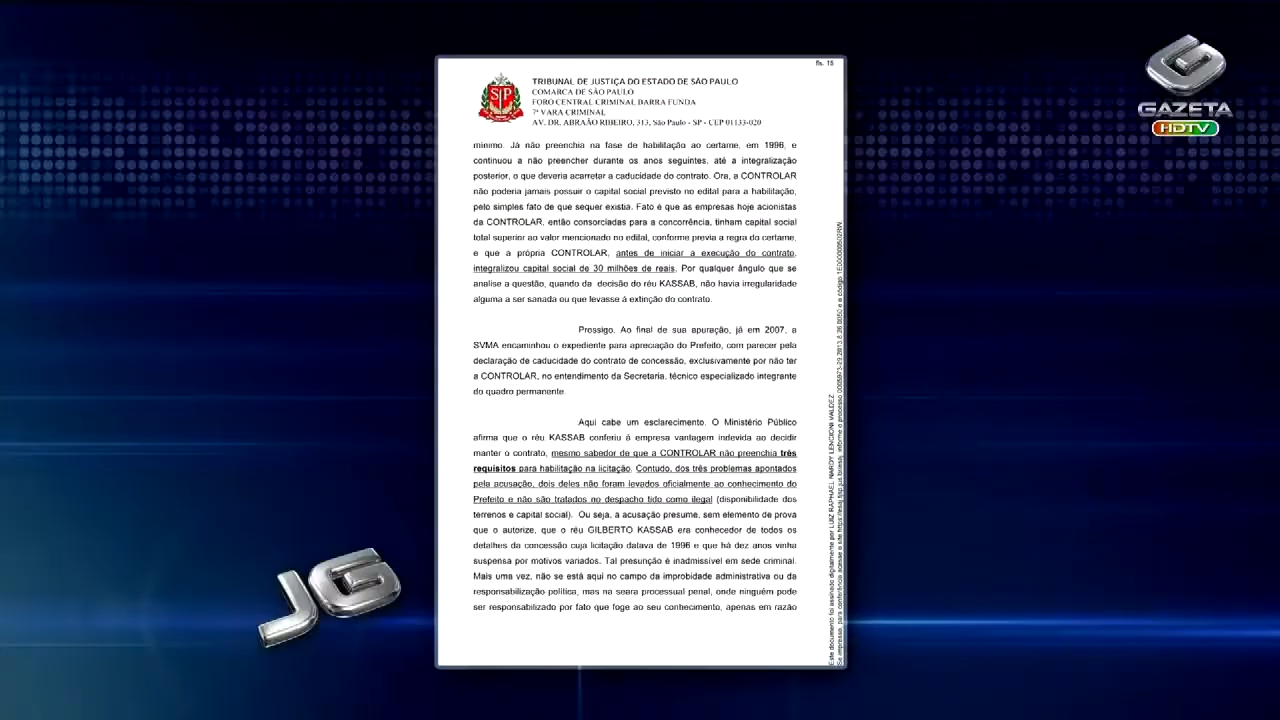 fls. 15
GAZETA
HDTV
TRIBUNAL DE JUSTIÇA DO ESTADO DE SÃO PAULO
COMARCA DE SÃO PAULO
FORO CENTRAL CRIMINAL BARRA FUNDA
7ª VARA CRIMINAL
AV. DR. ABRAÃO RIBEIRO, 313, São Paulo - SP - CEP 01133-020
mínimo. Já não preenchia na fase de habilitação ao certame, em 1996, e
continuou a não preencher durante os anos seguintes, até a integralização
posterior, o que deveria acarretar a caducidade do contrato. Ora, a CONTROLAR
não poderia jamais possuir o capital social previsto no edital para a habilitação,
pelo simples fato de que sequer existia. Fato é que as empresas hoje acionistas
da CONTROLAR, então consorciadas para a concorrência, tinham capital social
total superior ao valor mencionado no edital, conforme previa a regra do certame,
e que a própria CONTROLAR, antes de iniciar a execução do contrato,
integralizou capital social de 30 milhões de reais. Por qualquer ângulo que se
analise a questão, quando da decisão do réu KASSAB, não havia irregularidade
alguma a ser sanada ou que levasse á extinção do contrato.
Prossigo. Ao final de sua apuração, já em 2007, a
SVMA encaminhou o expediente para apreciação do Prefeito, com parecer pela
declaração de caducidade do contrato de concessão, exclusivamente por não ter
a CONTROLAR, no entendimento da Secretaria, técnico especializado integrante
do quadro permanente.
Aqui cabe um esclarecimento. O Ministério Público
afirma que o réu KASSAB conferiu á empresa vantagem indevida ao decidir
manter o contrato, mesmo sabedor de que a CONTROLAR não preenchia três
requisitos para habilitação na licitação. Contudo, dos três problemas apontados
pela acusação, dois deles não foram levados oficialmente ao conhecimento do
Prefeito e não são tratados no despacho tido como ilegal (disponibilidade dos
terrenos e capital social). Ou seja, a acusação presume, sem elemento de prova
que o autorize, que o réu GILBERTO KASSAB era conhecedor de todos os
detalhes da concessão cuja licitação datava de 1996 e que há dez anos vinha
suspensa por motivos variados. Tal presunção é inadmissível em sede criminal.
Mais uma vez, não se está aqui no campo da improbidade administrativa ou da
responsabilização política, mas na seara processual penal, onde ninguém pode
ser responsabilizado por fato que foge ao seu conhecimento, apenas em razão
Este documento foi assinado digitalmente por LUIZ RAPHAEL NARDY LENCIONI VALDEZ.
Se impresso, para conferência acesse o site
JG